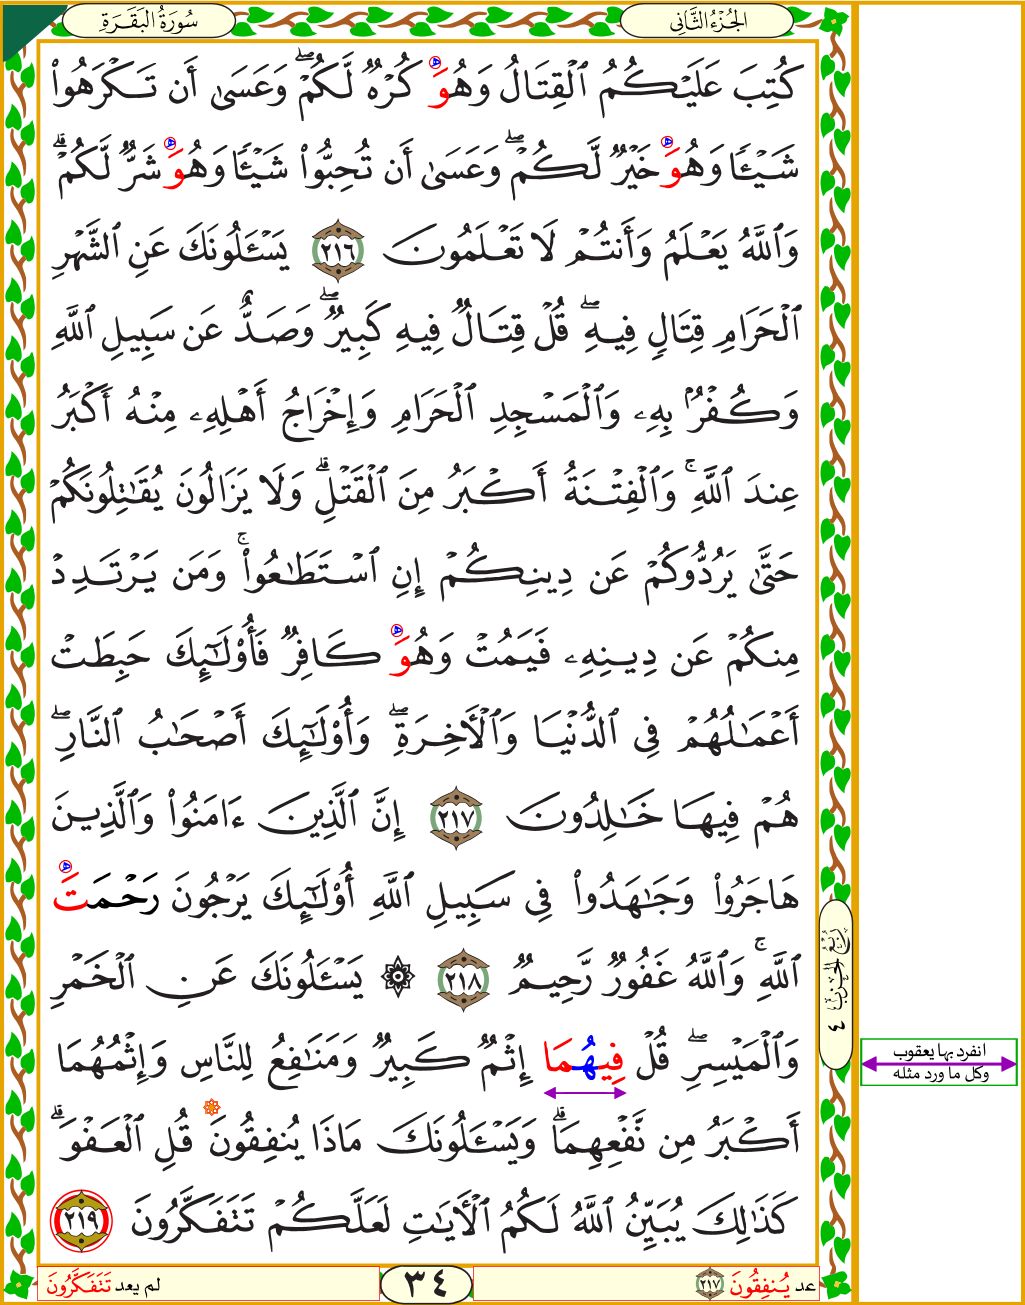 سُورَةُ البَقَرَةِ
الجُزْءُ الثَّانِي
كُتِبَ عَلَيْكُمُ ٱلْقِتَالُ وَهُوَ كُرْهٌ لَّكُمْ ۖ وَعَسَىٰ أَن تَكْرَهُوا۟
شَيْـًٔا وَهُوَ خَيْرٌ لَّكُمْ ۖ وَعَسَىٰ أَن تُحِبُّوا۟ شَيْـًٔا وَهُوَ شَرٌّ لَّكُمْ ۗ
وَٱللَّهُ يَعْلَمُ وَأَنتُمْ لَا تَعْلَمُونَ ٢١٦ يَسْـَٔلُونَكَ عَنِ ٱلشَّهْرِ
ٱلْحَرَامِ قِتَالٍ فِيهِ ۖ قُلْ قِتَالٌ فِيهِ كَبِيرٌ ۖ وَصَدٌّ عَن سَبِيلِ ٱللَّهِ
وَكُفْرٌۢ بِهِۦ وَٱلْمَسْجِدِ ٱلْحَرَامِ وَإِخْرَاجُ أَهْلِهِۦ مِنْهُ أَكْبَرُ
عِندَ ٱللَّهِ ۚ وَٱلْفِتْنَةُ أَكْبَرُ مِنَ ٱلْقَتْلِ ۗ وَلَا يَزَالُونَ يُقَـٰتِلُونَكُمْ
حَتَّىٰ يَرُدُّوكُمْ عَن دِينِكُمْ إِنِ ٱسْتَطَـٰعُوا۟ ۚ وَمَن يَرْتَدِدْ
مِنكُمْ عَن دِينِهِۦ فَيَمُتْ وَهُوَ كَافِرٌ فَأُو۟لَـٰٓئِكَ حَبِطَتْ
أَعْمَـٰلُهُمْ فِى ٱلدُّنْيَا وَٱلْـَٔاخِرَةِ ۖ وَأُو۟لَـٰٓئِكَ أَصْحَـٰبُ ٱلنَّارِ ۖ
هُمْ فِيهَا خَـٰلِدُونَ ٢١٧ إِنَّ ٱلَّذِينَ ءَامَنُوا۟ وَٱلَّذِينَ
هَاجَرُوا۟ وَجَـٰهَدُوا۟ فِى سَبِيلِ ٱللَّهِ أُو۟لَـٰٓئِكَ يَرْجُونَ رَحْمَتَ
ٱللَّهِ ۚ وَٱللَّهُ غَفُورٌ رَّحِيمٌ ٢١٨ ۞ يَسْـَٔلُونَكَ عَنِ ٱلْخَمْرِ
وَٱلْمَيْسِرِ ۖ قُلْ فِيهُمَا إِثْمٌ كَبِيرٌ وَمَنَـٰفِعُ لِلنَّاسِ وَإِثْمُهُمَا
أَكْبَرُ مِن نَّفْعِهِمَا ۗ وَيَسْـَٔلُونَكَ مَاذَا يُنفِقُونَ قُلِ ٱلْعَفْوَ ۗ
كَذَٰلِكَ يُبَيِّنُ ٱللَّهُ لَكُمُ ٱلْـَٔايَـٰتِ لَعَلَّكُمْ تَتَفَكَّرُونَ ٢١٩
رُبُعُ الحِزْب ٤
انفرد بها يعقوب
وكل ما ورد مثله
عد يُنفِقُونَ ٢١٧
٣٤
لم يعد تَتَفَكَّرُونَ